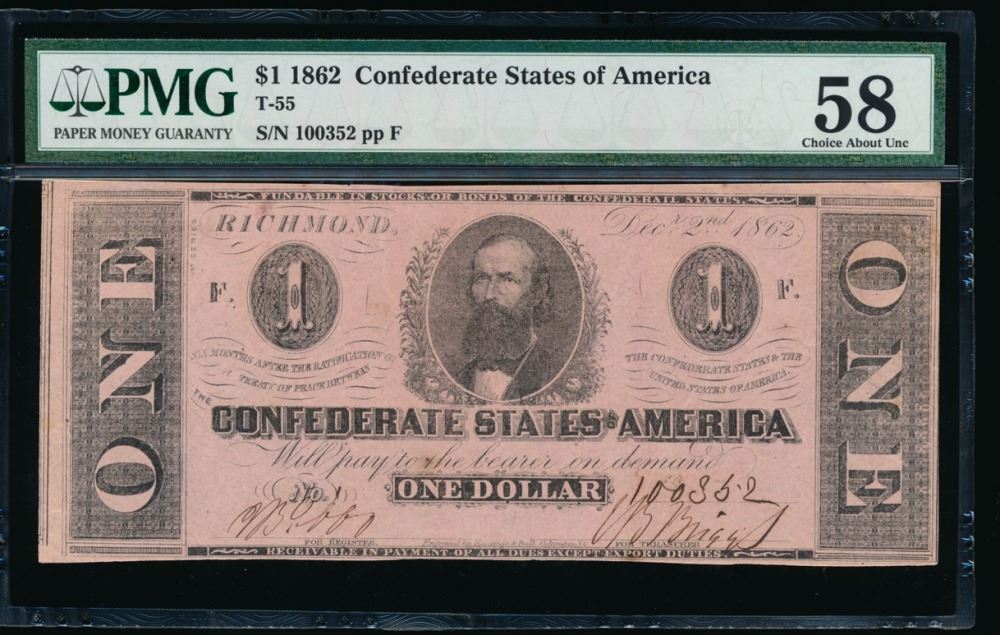 PMG
PAPER MONEY GUARANTY
$1 1862 Confederate States of America
T-55
S/N 100352 pp F
58
Choice About Unc
FUNDABLE IN STOCKS OR BONDS OF THE CONFEDERATE STATES.
RICHMOND, Decr. 2nd 1862
1ST SERIES
ONE
F. 1 1 F.
ONE
SIX MONTHS AFTER THE RATIFICATION OF
A TREATY OF PEACE BETWEEN
THE CONFEDERATE STATES & THE
UNITED STATES OF AMERICA.
THE
CONFEDERATE STATES OF AMERICA
Will pay to the bearer on demand
No. ONE DOLLAR 100352
FOR REGISTER. FOR TREASURER
RECEIVABLE IN PAYMENT OF ALL DUES EXCEPT EXPORT DUTIES.